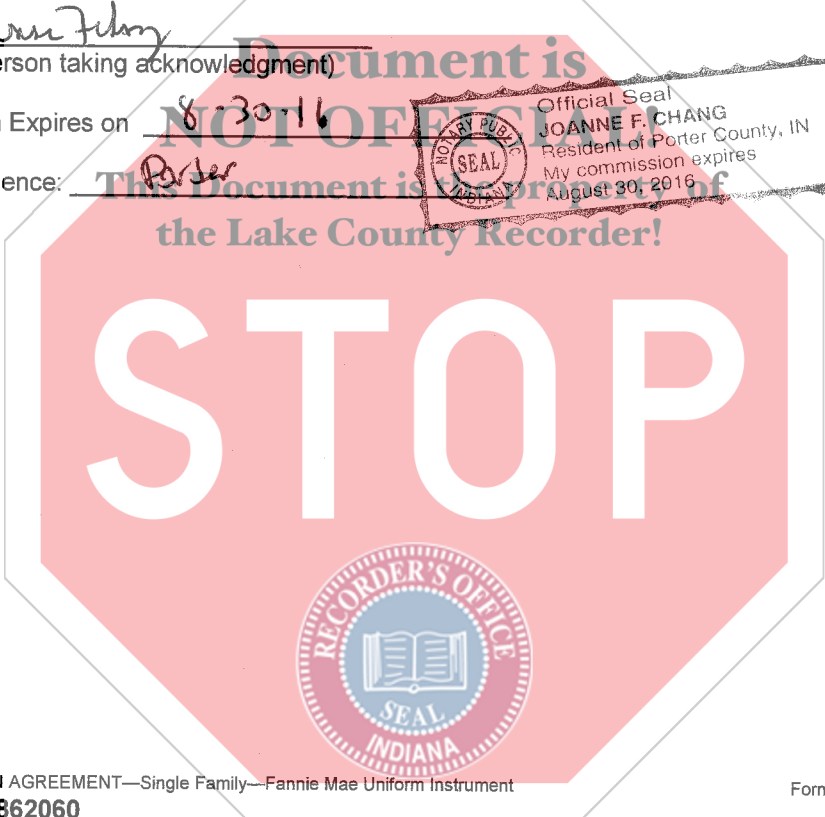 erson taking acknowledgment)
Document is
Expires on 8-30-16
NOT OFFICIAL!
Official Seal
JOANNE F. CHANG
Resident of Porter County, IN
My commission expires
August 30, 2016
NOTARY PUBLIC
SEAL
INDIANA
ence: Porter
This Document is the property of
the Lake County Recorder!
STOP
RECORDER'S OFFICE
SEAL
INDIANA
AGREEMENT—Single Family—Fannie Mae Uniform Instrument
Form
862060